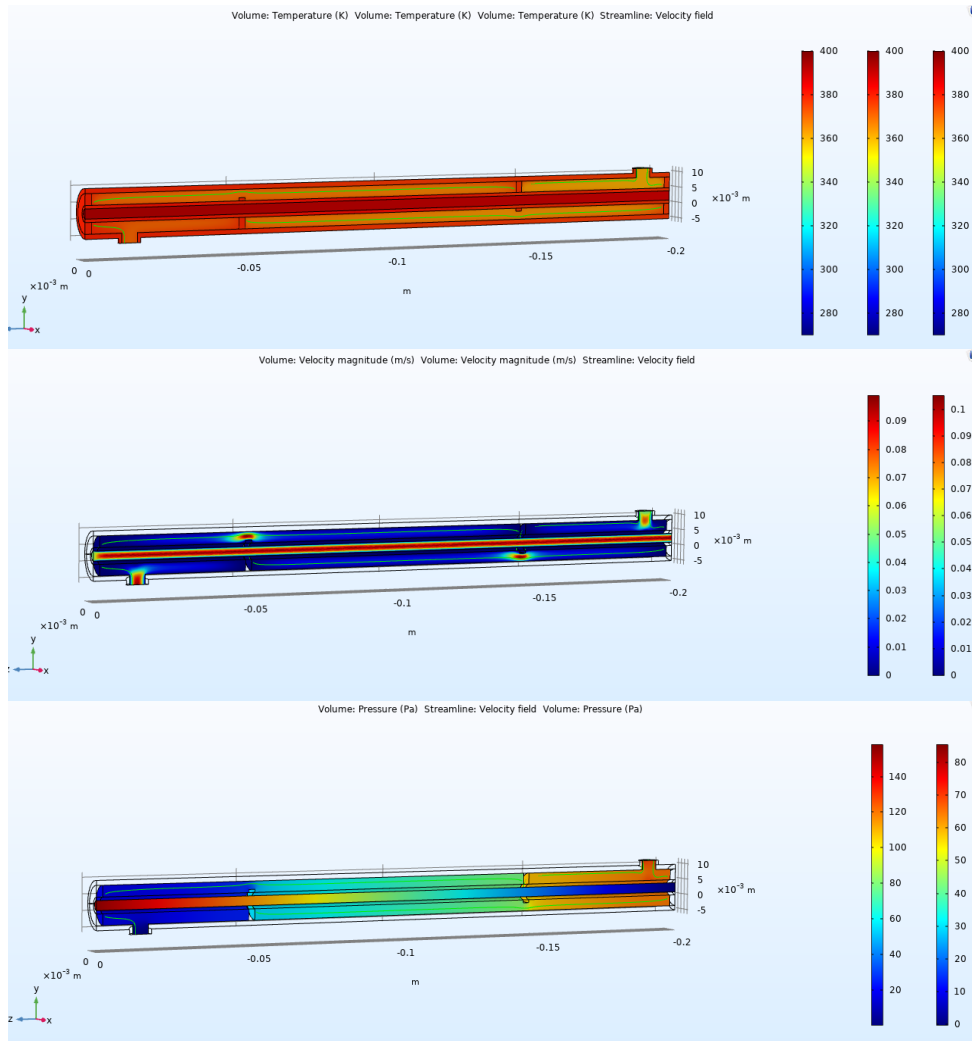 Volume: Temperature (K) Volume: Temperature (K) Volume: Temperature (K) Streamline: Velocity field
400 400 400
380 380 380
360 360 360
340 340 340
320 320 320
300 300 300
280 280 280
10
5
0
-5
×10⁻³ m
0 0 -0.05 -0.1 -0.15 -0.2
×10⁻³ m
m
y
x
Volume: Velocity magnitude (m/s) Volume: Velocity magnitude (m/s) Streamline: Velocity field
0.09
0.08
0.07
0.06
0.05
0.04
0.03
0.02
0.01
0
0.1
0.09
0.08
0.07
0.06
0.05
0.04
0.03
0.02
0.01
0
10
5
0
-5
×10⁻³ m
0 0 -0.05 -0.1 -0.15 -0.2
×10⁻³ m
m
y
z x
Volume: Pressure (Pa) Streamline: Velocity field Volume: Pressure (Pa)
140
120
100
80
60
40
20
80
70
60
50
40
30
20
10
0
10
5
0
-5
×10⁻³ m
0 0 -0.05 -0.1 -0.15 -0.2
×10⁻³ m
m
y
z x